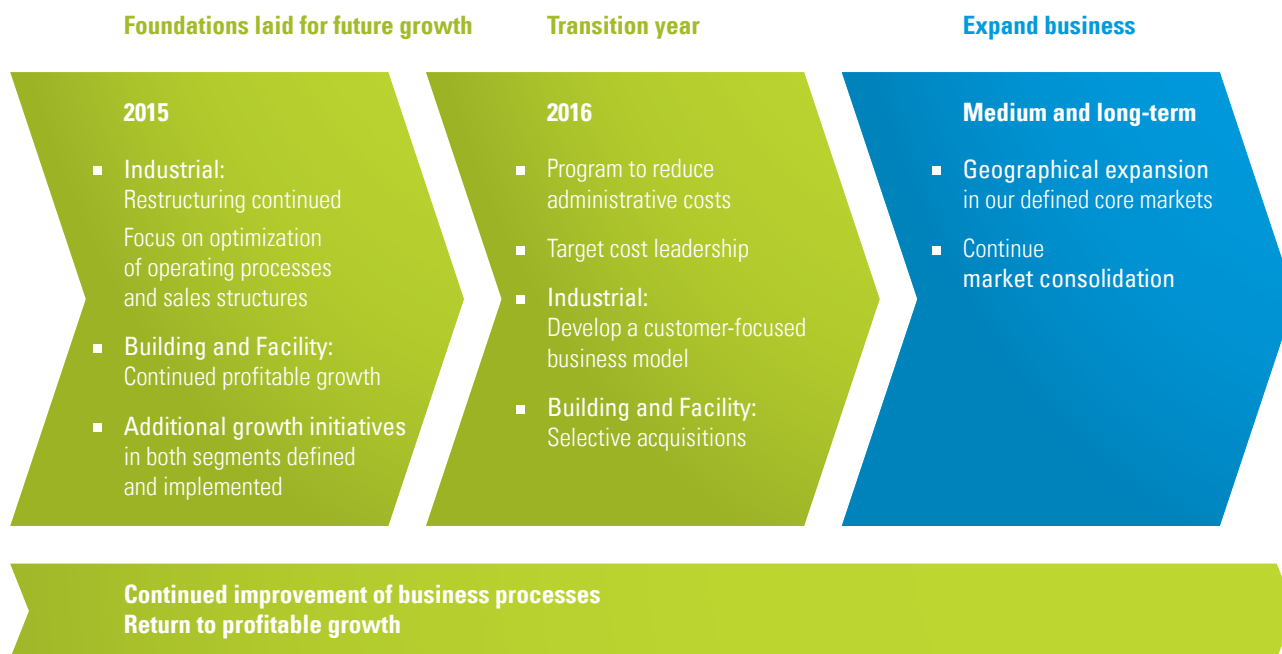 Foundations laid for future growth
2015
Industrial:
Restructuring continued
Focus on optimization
of operating processes
and sales structures
Building and Facility:
Continued profitable growth
Additional growth initiatives
in both segments defined
and implemented
Transition year
2016
Program to reduce
administrative costs
Target cost leadership
Industrial:
Develop a customer-focused
business model
Building and Facility:
Selective acquisitions
Expand business
Medium and long-term
Geographical expansion
in our defined core markets
Continue
market consolidation
Continued improvement of business processes
Return to profitable growth